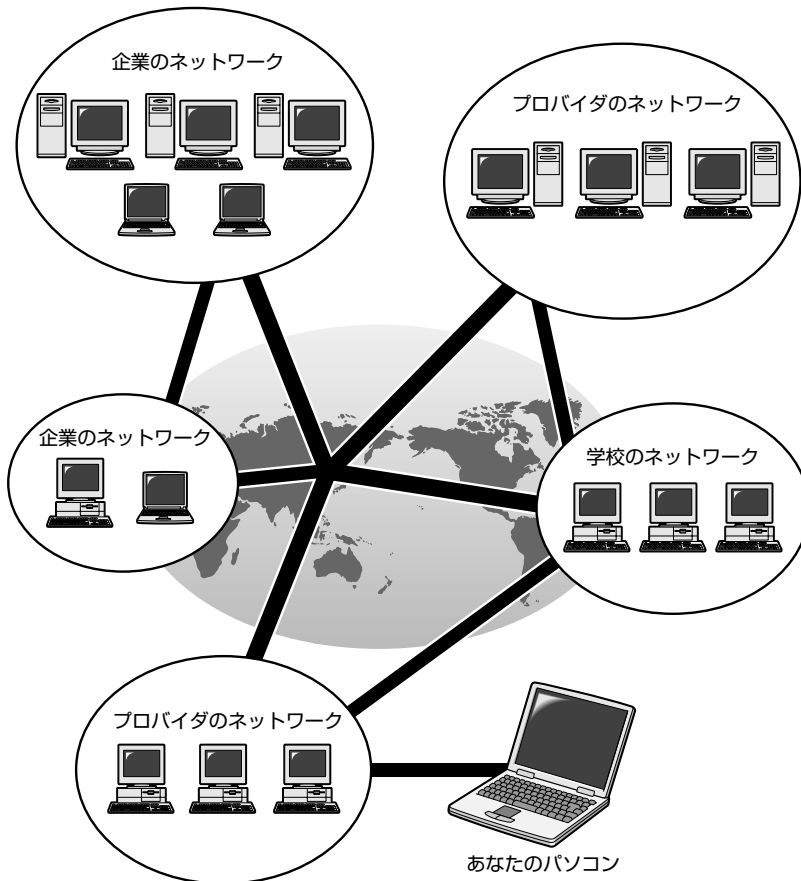 企業のネットワーク
プロバイダのネットワーク
企業のネットワーク
学校のネットワーク
プロバイダのネットワーク
あなたのパソコン